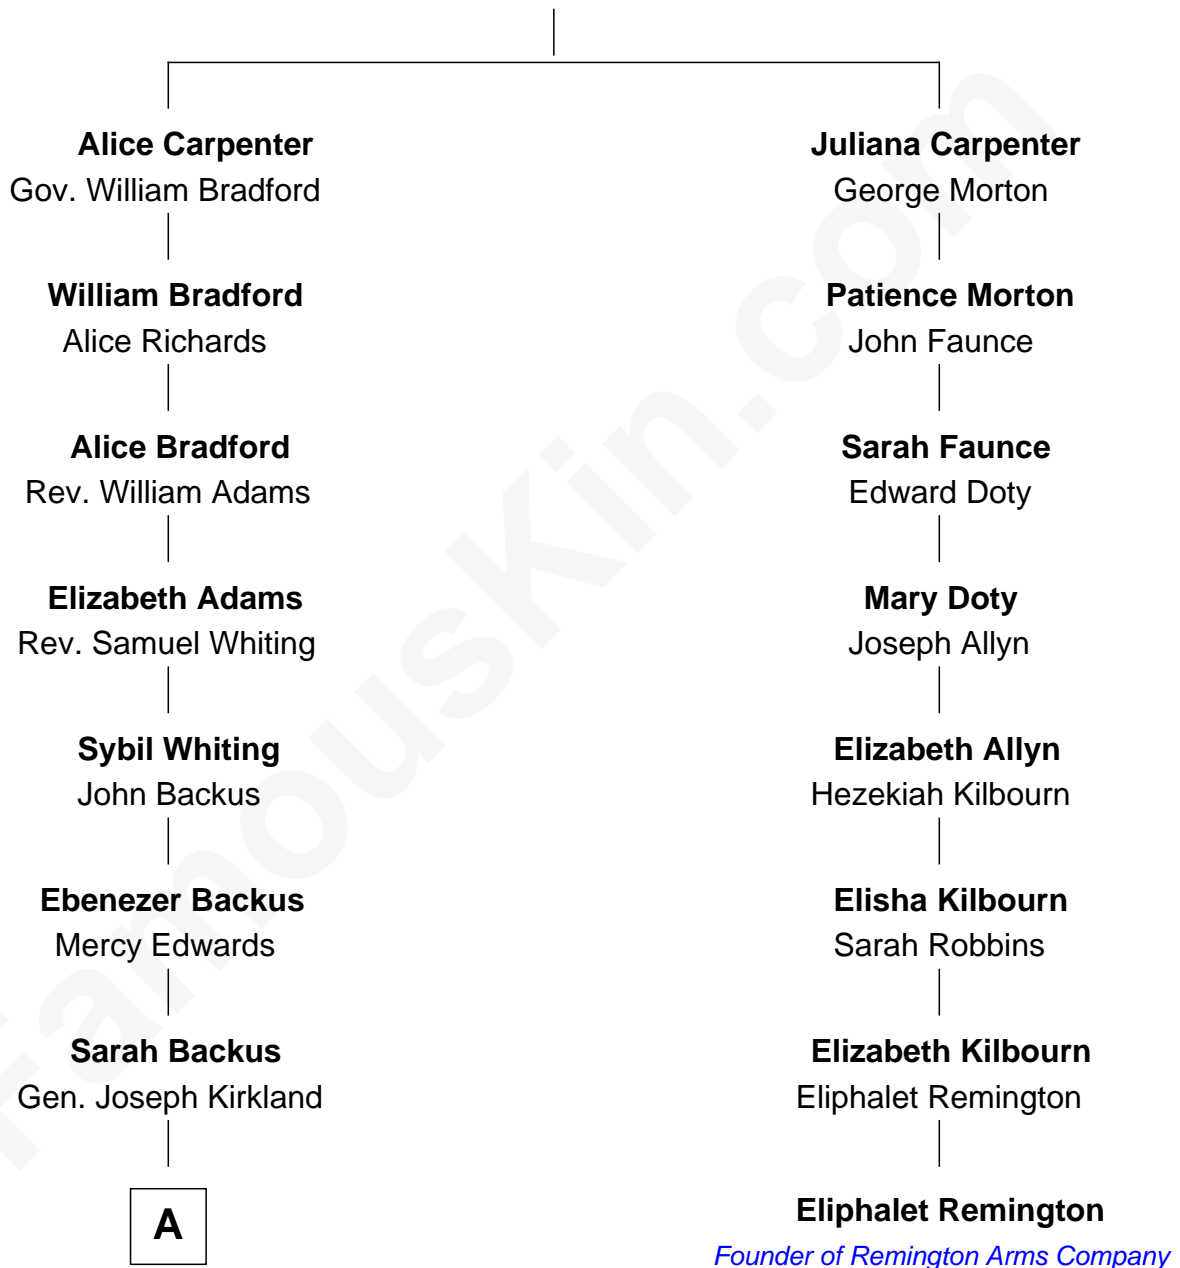 Alice Carpenter
Gov. William Bradford
Juliana Carpenter
George Morton
William Bradford
Alice Richards
Patience Morton
John Faunce
Alice Bradford
Rev. William Adams
Sarah Faunce
Edward Doty
Elizabeth Adams
Rev. Samuel Whiting
Mary Doty
Joseph Allyn
Sybil Whiting
John Backus
Elizabeth Allyn
Hezekiah Kilbourn
Ebenezer Backus
Mercy Edwards
Elisha Kilbourn
Sarah Robbins
Sarah Backus
Gen. Joseph Kirkland
Elizabeth Kilbourn
Eliphalet Remington
A
Eliphalet Remington
Founder of Remington Arms Company
FamousKin.com